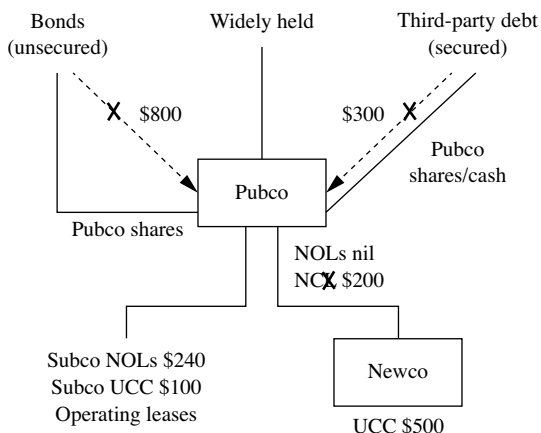 Bonds
(unsecured)
Widely held
Third-party debt
(secured)
$800
$300
Pubco
shares/cash
Pubco
Pubco shares
NOLs nil
NCL $200
Subco NOLs $240
Subco UCC $100
Operating leases
Newco
UCC $500